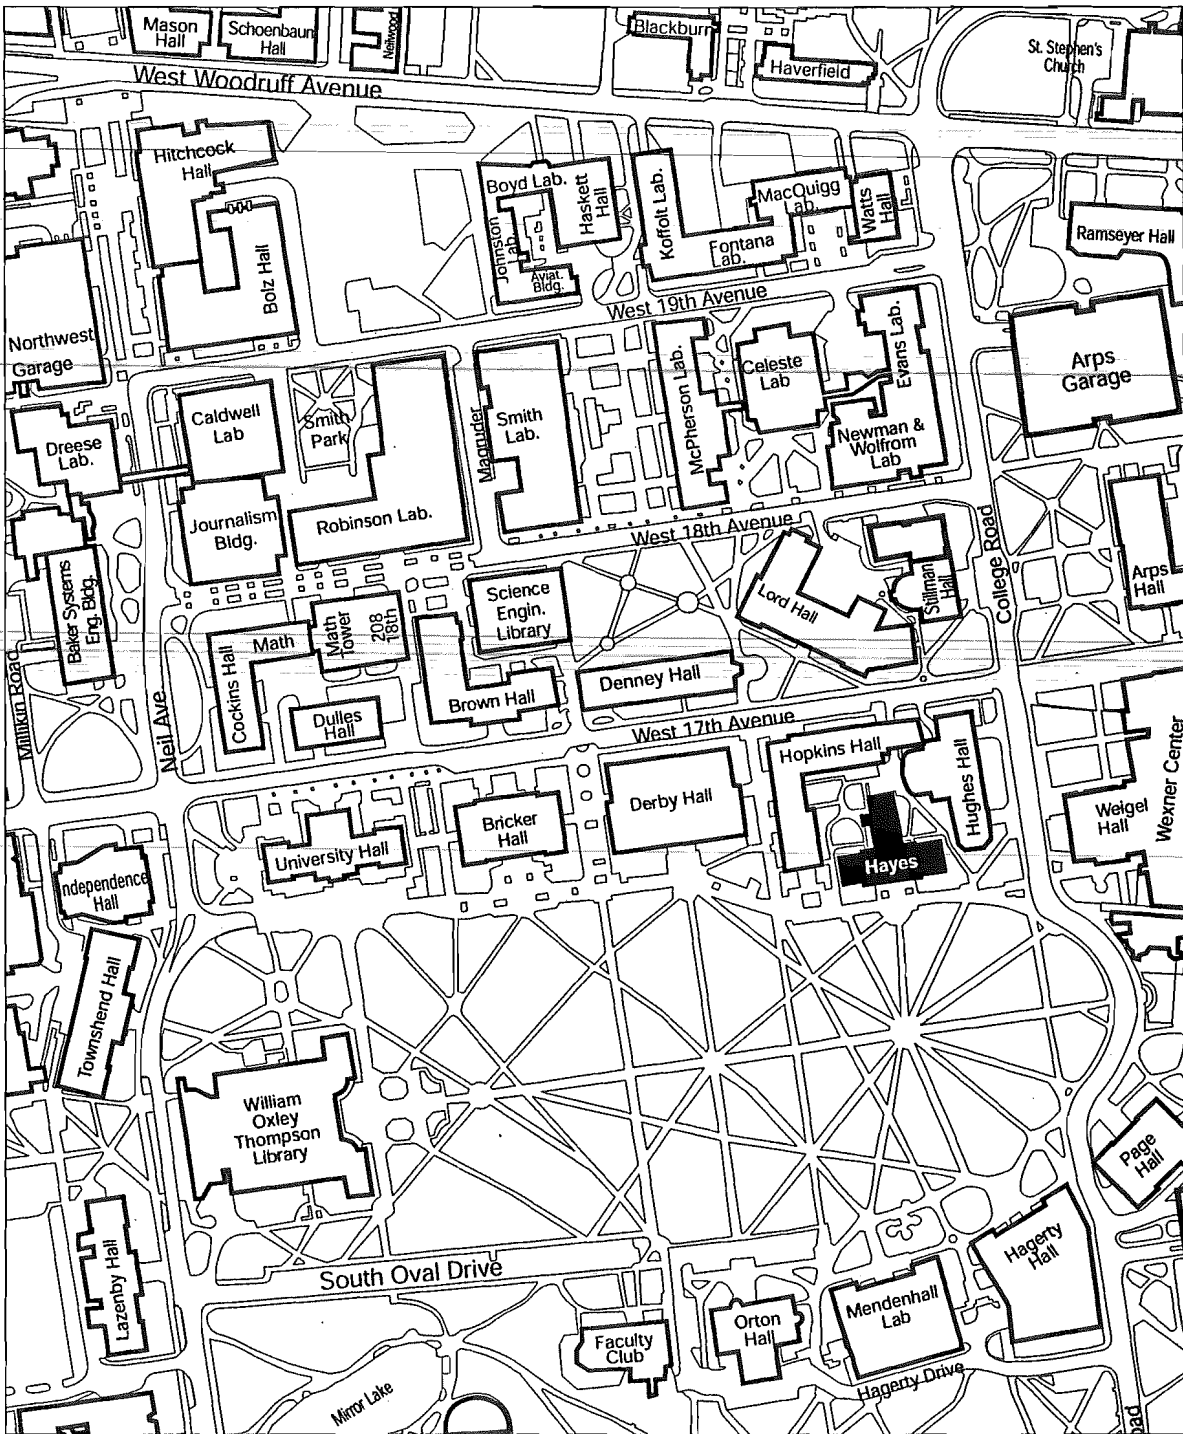 Mason
Hall
Schoenbaum
Hall
Neilwood
Blackburn
Haverfield
St. Stephen's
Church
West Woodruff Avenue
Hitchcock
Hall
Boyd Lab.
Haskett
Hall
Koffolt Lab.
MacQuigg
Lab.
Watts
Hall
Johnston
Lab.
Aviat.
Bldg.
Fontana
Lab.
Ramseyer Hall
Bolz Hall
West 19th Avenue
Northwest
Garage
Caldwell
Lab
Smith
Park
Magruder
Smith
Lab.
McPherson Lab.
Celeste
Lab
Evans Lab.
Arps
Garage
Dreese
Lab.
Newman &
Wolfrom
Lab
Journalism
Bldg.
Robinson Lab.
West 18th Avenue
College Road
Baker Systems
Eng. Bldg.
Science
Engin.
Library
Lord Hall
Stillman
Hall
Arps
Hall
Math
Math
Tower
208
18th
Cockins Hall
Millikin Road
Neil Ave.
Dulles
Hall
Brown Hall
Denney Hall
West 17th Avenue
Hopkins Hall
Hughes Hall
Wexner Center
Weigel
Hall
Derby Hall
Bricker
Hall
University Hall
Hayes
ndependence
Hall
Townshend Hall
William
Oxley
Thompson
Library
Page
Hall
Lazenby Hall
South Oval Drive
Hagerty
Hall
Mendenhall
Lab
Orton
Hall
Faculty
Club
Hagerty Drive
Mirror Lake
oad